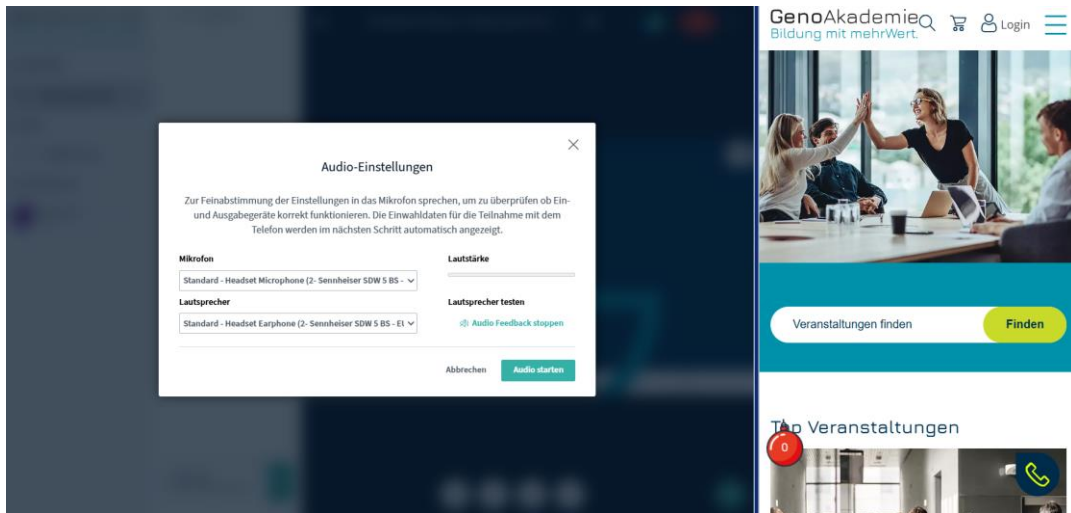 Audio-Einstellungen
Zur Feinabstimmung der Einstellungen in das Mikrofon sprechen, um zu überprüfen ob Ein-
und Ausgabegeräte korrekt funktionieren. Die Einwahldaten für die Teilnahme mit dem
Telefon werden im nächsten Schritt automatisch angezeigt.
Mikrofon
Lautstärke
Standard - Headset Microphone (2- Sennheiser SDW 5 BS -
Lautsprecher
Lautsprecher testen
Standard - Headset Earphone (2- Sennheiser SDW 5 BS - EU
Audio Feedback stoppen
Abbrechen
Audio starten
GenoAkademie
Bildung mit mehrWert.
Login
Veranstaltungen finden
Finden
Top Veranstaltungen
0